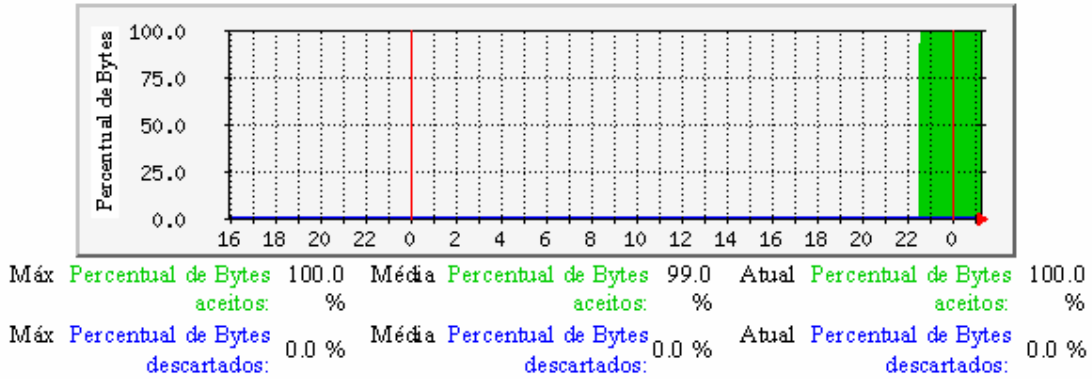 Percentual de Bytes
100.0
75.0
50.0
25.0
0.0
16 18 20 22 0 2 4 6 8 10 12 14 16 18 20 22 0
Máx Percentual de Bytes aceitos: 100.0 % Média Percentual de Bytes aceitos: 99.0 % Atual Percentual de Bytes aceitos: 100.0 %
Máx Percentual de Bytes descartados: 0.0 % Média Percentual de Bytes descartados: 0.0 % Atual Percentual de Bytes descartados: 0.0 %